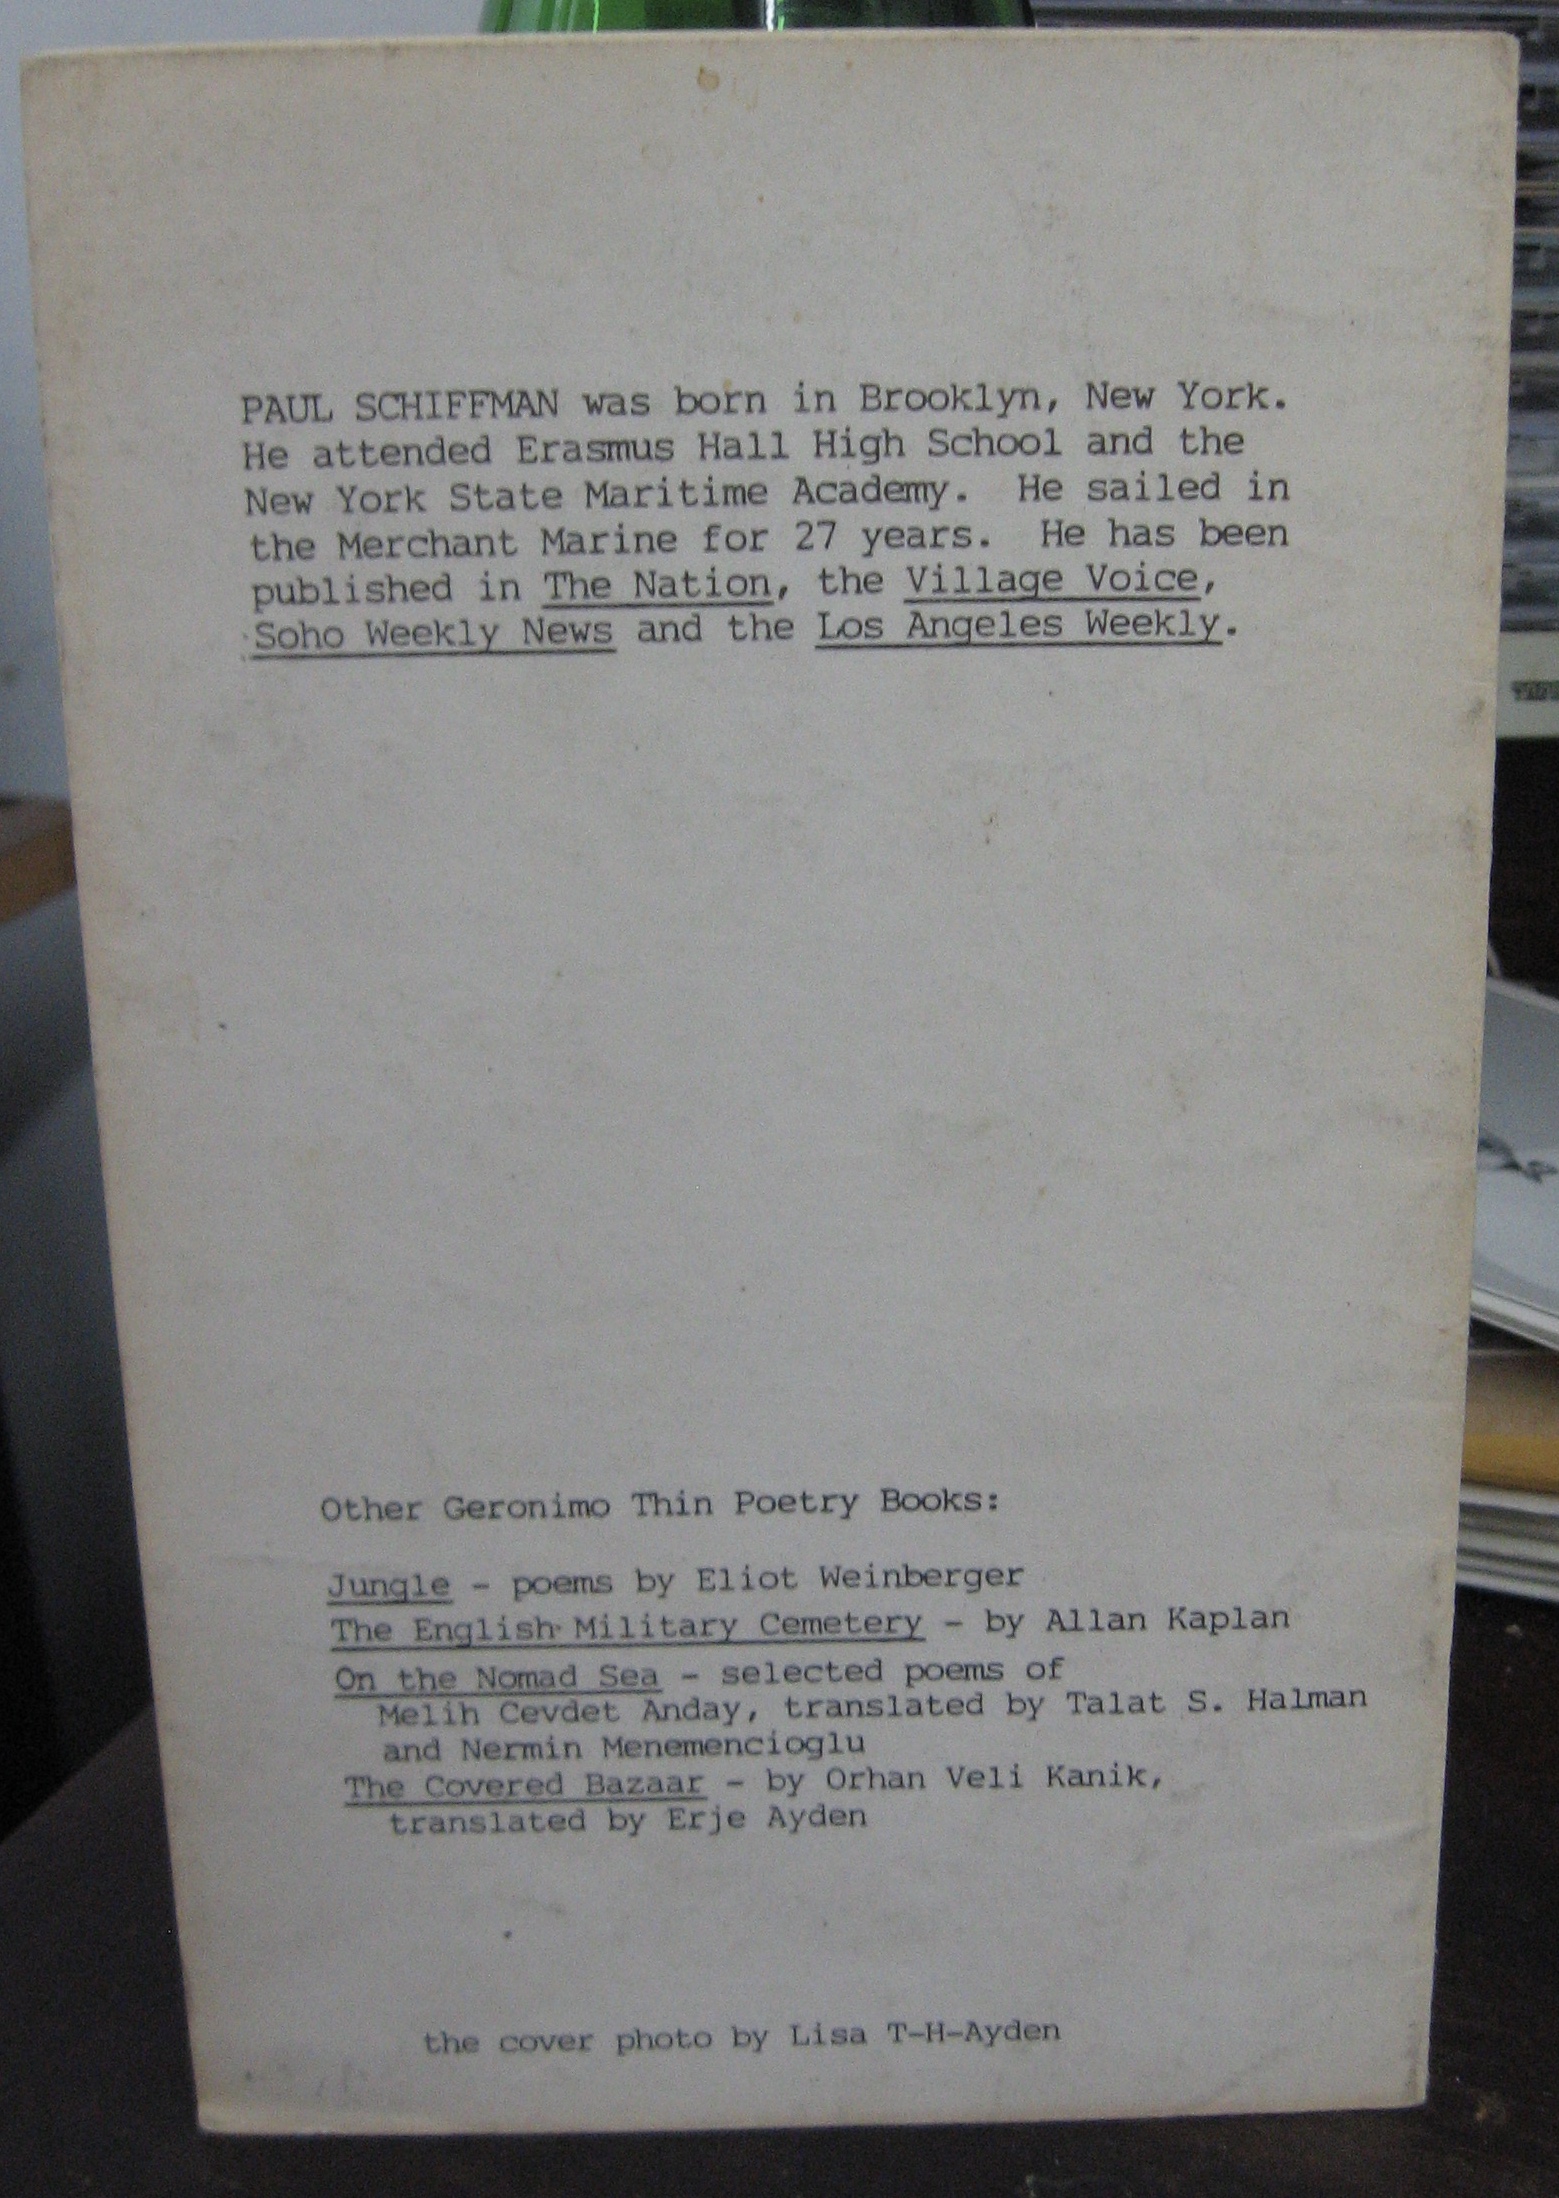 PAUL SCHIFFMAN was born in Brooklyn, New York.
He attended Erasmus Hall High School and the
New York State Maritime Academy.  He sailed in
the Merchant Marine for 27 years.  He has been
published in The Nation, the Village Voice,
Soho Weekly News and the Los Angeles Weekly.
Other Geronimo Thin Poetry Books:
Jungle - poems by Eliot Weinberger
The English Military Cemetery - by Allan Kaplan
On the Nomad Sea - selected poems of
Melih Cevdet Anday, translated by Talat S. Halman
and Nermin Menemencioglu
The Covered Bazaar - by Orhan Veli Kanik,
translated by Erje Ayden
the cover photo by Lisa T-H-Ayden